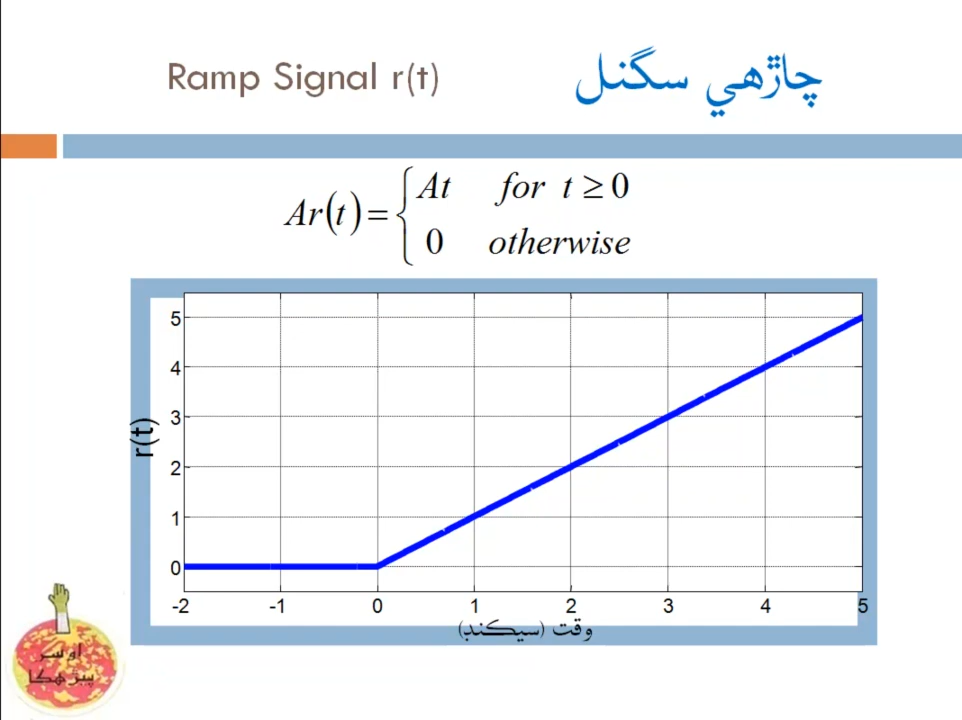 Ramp Signal r(t)
چاڙهي سگنل
Ar(t) = { At for t ≥ 0
0 otherwise
r(t)
5
4
3
2
1
0
-2 -1 0 1 2 3 4 5
وقت (سيڪنڊ)